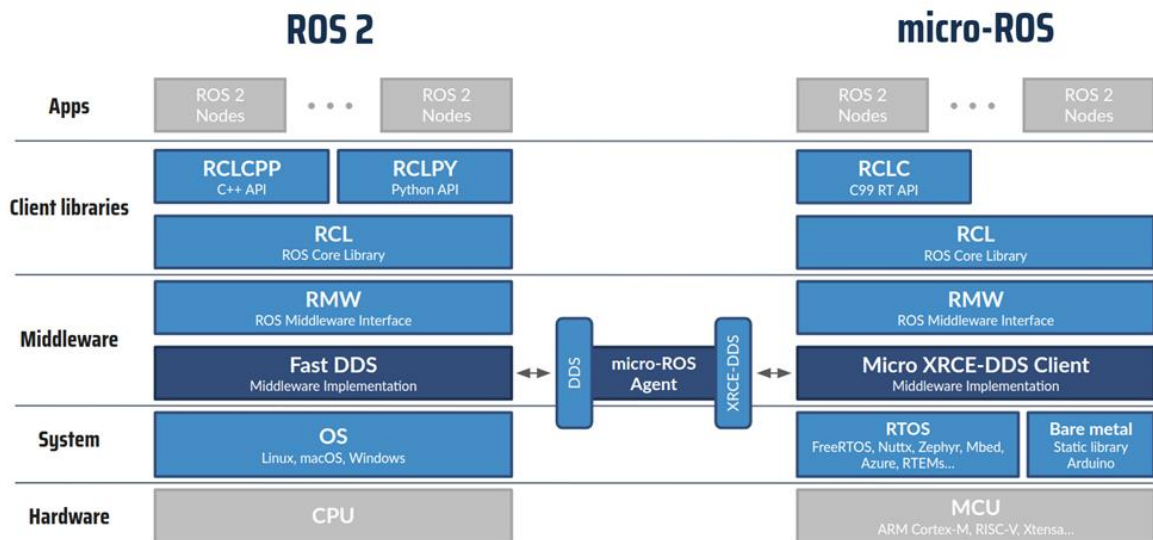 ROS 2
micro-ROS
Apps
ROS 2
Nodes
• • •
ROS 2
Nodes
ROS 2
Nodes
• • •
ROS 2
Nodes
Client libraries
RCLCPP
C++ API
RCLPY
Python API
RCL
ROS Core Library
RCLC
C99 RT API
RCL
ROS Core Library
Middleware
RMW
ROS Middleware Interface
Fast DDS
Middleware Implementation
DDS
micro-ROS
Agent
XRCE-DDS
RMW
ROS Middleware Interface
Micro XRCE-DDS Client
Middleware Implementation
System
OS
Linux, macOS, Windows
RTOS
FreeRTOS, Nuttx, Zephyr, Mbed,
Azure, RTEMs...
Bare metal
Static library
Arduino
Hardware
CPU
MCU
ARM Cortex-M, RISC-V, Xtensa...